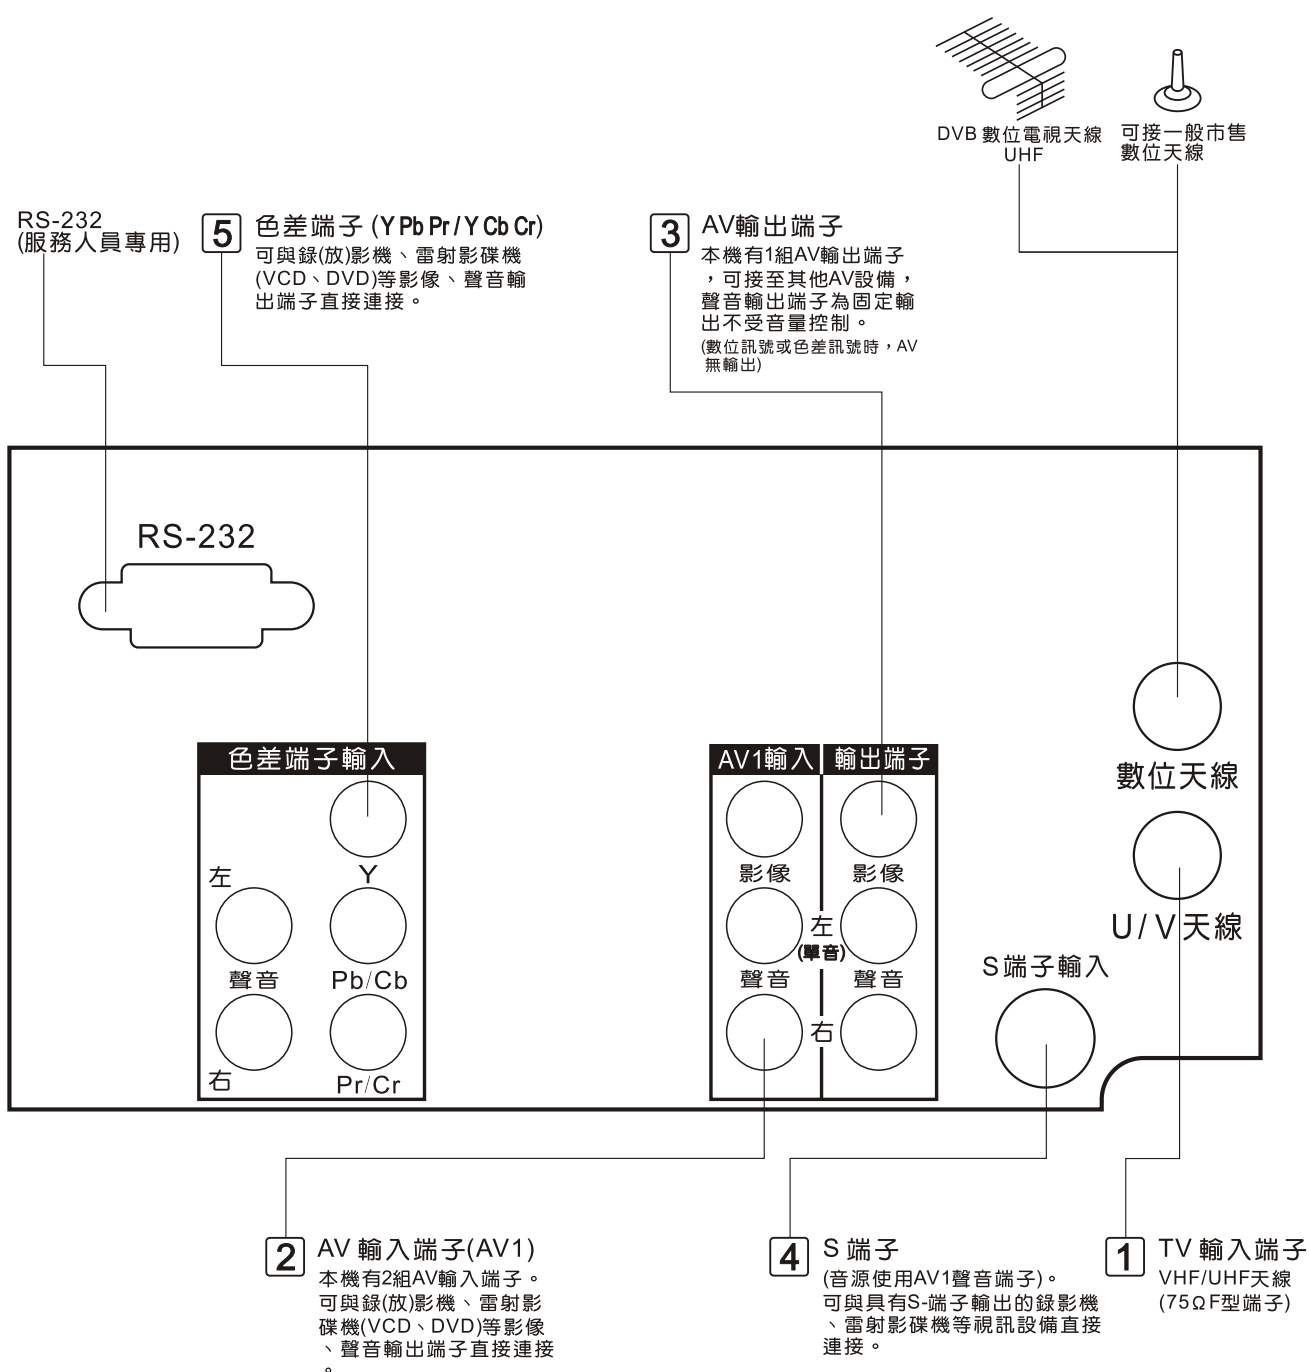 DVB 數位電視天線
UHF
可接一般市售
數位天線
RS-232
(服務人員專用)
5 色差端子 (Y Pb Pr / Y Cb Cr)
可與錄(放)影機、雷射影碟機
(VCD、DVD)等影像、聲音輸
出端子直接連接。
3 AV輸出端子
本機有1組AV輸出端子
，可接至其他AV設備，
聲音輸出端子為固定輸
出不受音量控制。
(數位訊號或色差訊號時，AV
無輸出)
RS-232
色差端子輸入
左
Y
聲音
Pb/Cb
右
Pr/Cr
AV1輸入
輸出端子
影像
影像
左
(單音)
聲音
聲音
右
數位天線
U/V天線
S端子輸入
2 AV 輸入端子(AV1)
本機有2組AV輸入端子。
可與錄(放)影機、雷射影
碟機(VCD、DVD)等影像
、聲音輸出端子直接連接
。
4 S 端子
(音源使用AV1聲音端子)。
可與具有S-端子輸出的錄影機
、雷射影碟機等視訊設備直接
連接。
1 TV 輸入端子
VHF/UHF天線
(75Ω F型端子)